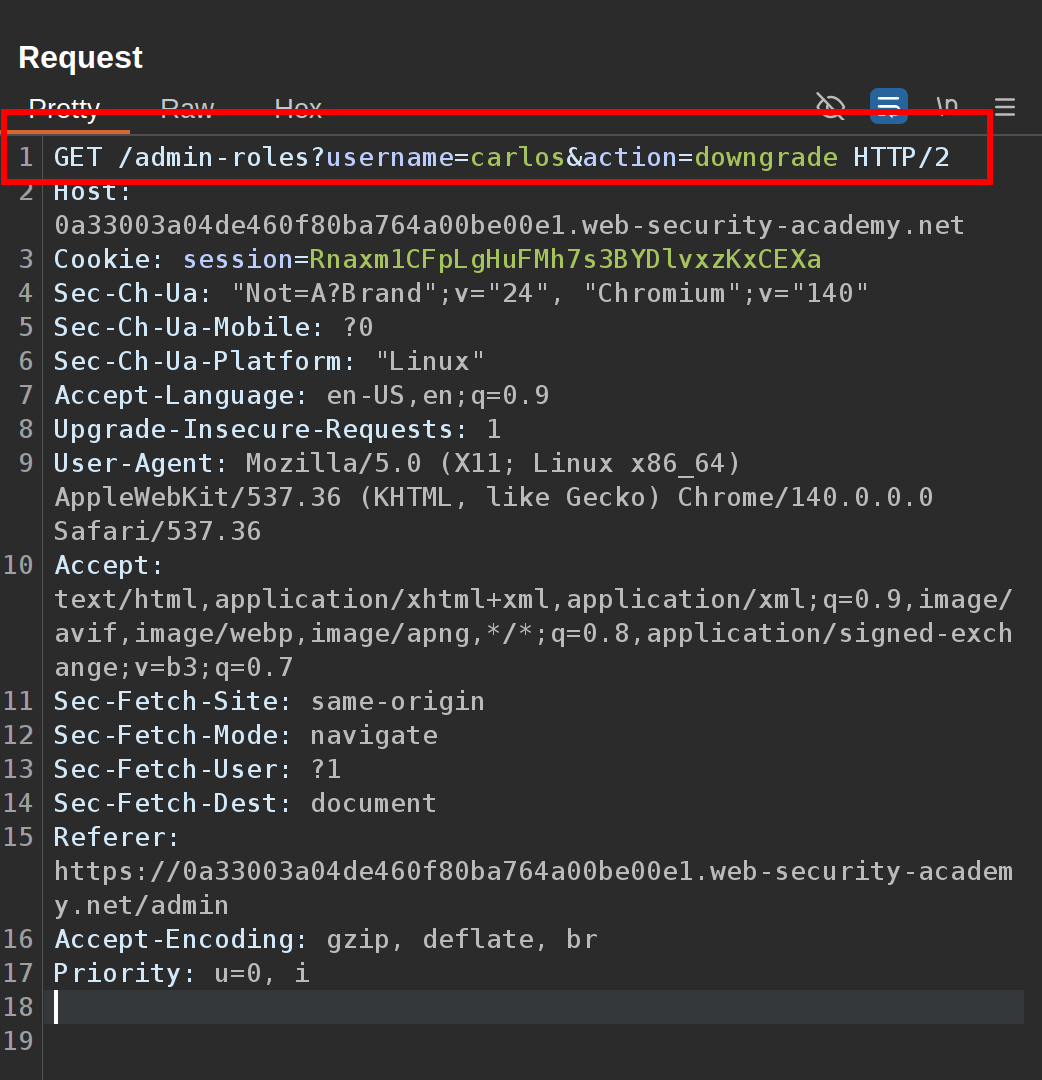 Request
Pretty Raw Hex \n
1 GET /admin-roles?username=carlos&action=downgrade HTTP/2
2 Host:
0a33003a04de460f80ba764a00be00e1.web-security-academy.net
3 Cookie: session=Rnaxm1CFpLgHuFMh7s3BYDlvxzKxCEXa
4 Sec-Ch-Ua: "Not=A?Brand";v="24", "Chromium";v="140"
5 Sec-Ch-Ua-Mobile: ?0
6 Sec-Ch-Ua-Platform: "Linux"
7 Accept-Language: en-US,en;q=0.9
8 Upgrade-Insecure-Requests: 1
9 User-Agent: Mozilla/5.0 (X11; Linux x86_64)
AppleWebKit/537.36 (KHTML, like Gecko) Chrome/140.0.0.0
Safari/537.36
10 Accept:
text/html,application/xhtml+xml,application/xml;q=0.9,image/
avif,image/webp,image/apng,*/*;q=0.8,application/signed-exch
ange;v=b3;q=0.7
11 Sec-Fetch-Site: same-origin
12 Sec-Fetch-Mode: navigate
13 Sec-Fetch-User: ?1
14 Sec-Fetch-Dest: document
15 Referer:
https://0a33003a04de460f80ba764a00be00e1.web-security-academ
y.net/admin
16 Accept-Encoding: gzip, deflate, br
17 Priority: u=0, i
18
19